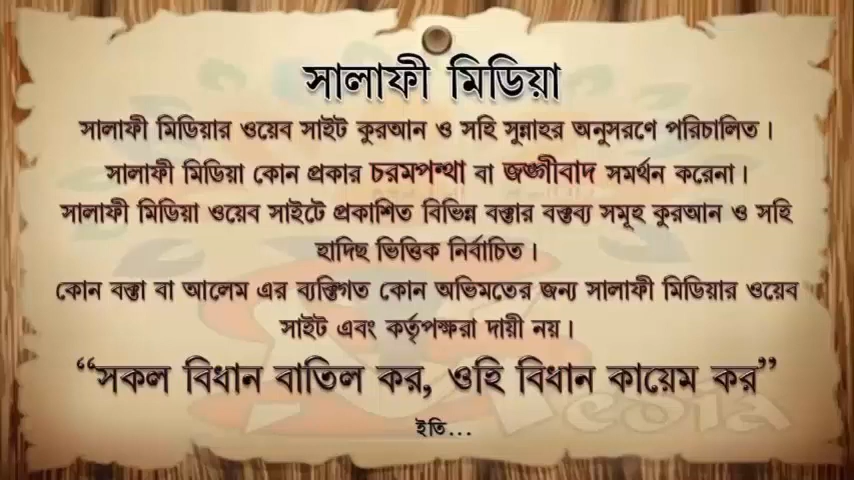 সালাফী মিডিয়া
সালাফী মিডিয়ার ওয়েব সাইট কুরআন ও সহি সুন্নাহর অনুসরণে পরিচালিত।
সালাফী মিডিয়া কোন প্রকার চরমপন্থা বা জঙ্গীবাদ সমর্থন করেনা।
সালাফী মিডিয়া ওয়েব সাইটে প্রকাশিত বিভিন্ন বক্তার বক্তব্য সমূহ কুরআন ও সহি
হাদিছ ভিত্তিক নির্বাচিত।
কোন বক্তা বা আলেম এর ব্যক্তিগত কোন অভিমতের জন্য সালাফী মিডিয়ার ওয়েব
সাইট এবং কর্তৃপক্ষরা দায়ী নয়।
“সকল বিধান বাতিল কর, ওহি বিধান কায়েম কর”
ইতি...